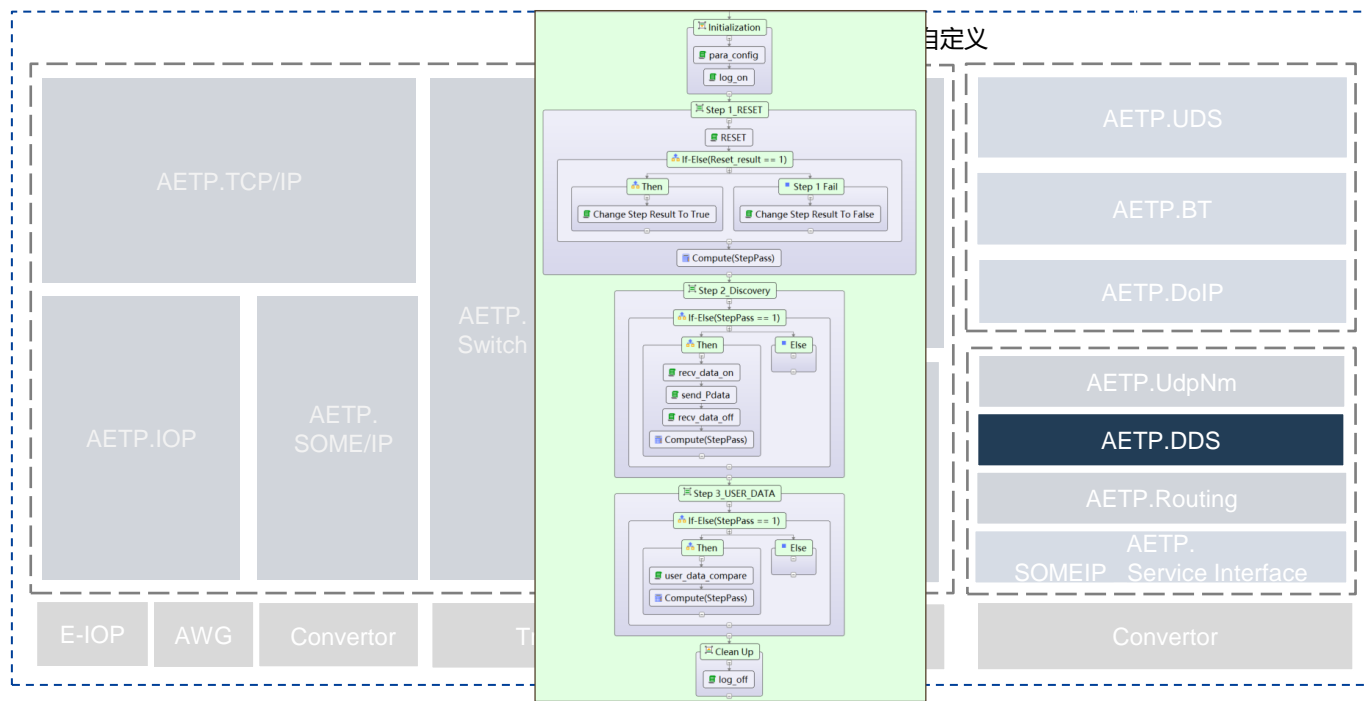 自定义
AETP.TCP/IP
AETP.IOP
AETP.
SOME/IP
AETP.
Switch
Initialization
para_config
log_on
Step 1_RESET
RESET
If-Else(Reset_result == 1)
Then
Step 1 Fail
Change Step Result To True
Change Step Result To False
Compute(StepPass)
Step 2_Discovery
If-Else(StepPass == 1)
Then
Else
recv_data_on
send_Pdata
recv_data_off
Compute(StepPass)
Step 3_USER_DATA
If-Else(StepPass == 1)
Then
Else
user_data_compare
Compute(StepPass)
Clean Up
log_off
AETP.UDS
AETP.BT
AETP.DoIP
AETP.UdpNm
AETP.DDS
AETP.Routing
AETP.
SOMEIP Service Interface
E-IOP
AWG
Convertor
Convertor